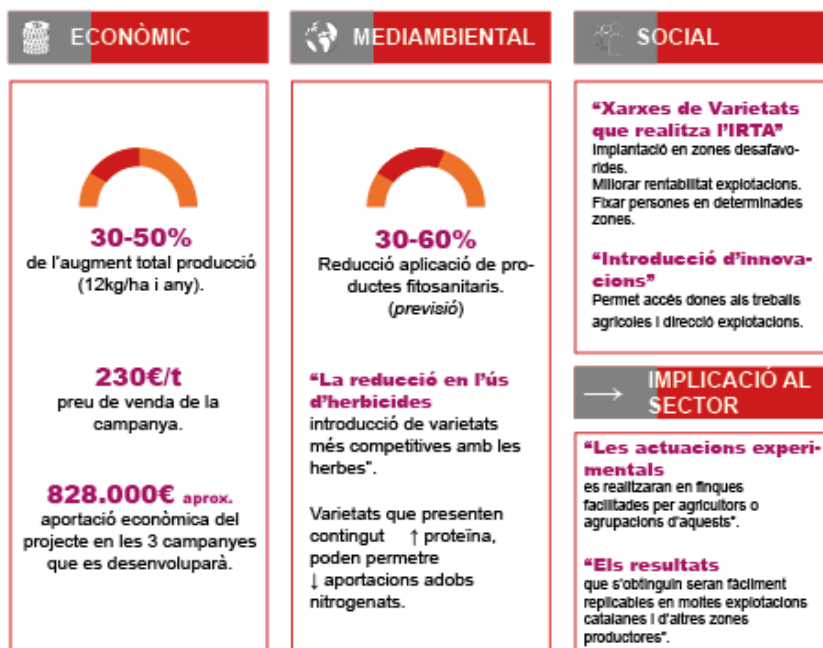 ECONÒMIC
30-50%
de l'augment total producció
(12kg/ha i any).
230€/t
preu de venda de la
campanya.
828.000€ aprox.
aportació econòmica del
projecte en les 3 campanyes
que es desenvoluparà.
MEDIAMBIENTAL
30-60%
Reducció aplicació de pro-
ductes fitosanitaris.
(previsió)
“La reducció en l'ús
d'herbicides
introducció de varietats
més competitives amb les
herbes”.
Varietats que presenten
contingut ↑ proteïna,
poden permetre
↓ aportacions adobs
nitrogenats.
SOCIAL
“Xarxes de Varietats
que realitza l'IRTA”
Implantació en zones desafavo-
rides.
Millorar rentabilitat explotacions.
Fixar persones en determinades
zones.
“Introducció d'innova-
cions”
Permet accés dones als treballs
agrícoles i direcció explotacions.
→ IMPLICACIÓ AL
SECTOR
“Les actuacions experi-
mentals
es realitzaran en finques
facilitades per agricultors o
agrupacions d'aquests”.
“Els resultats
que s'obtinguin seran fàcilment
replicables en moltes explotacions
catalanes i d'altres zones
productores”.